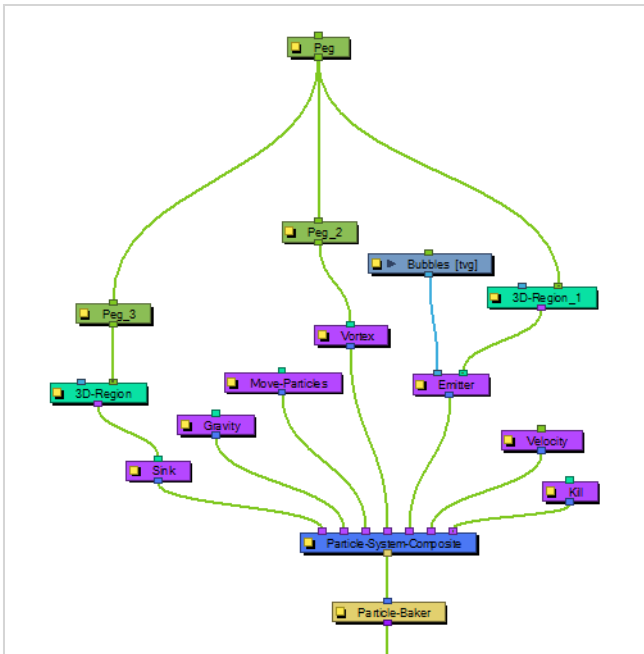 Peg
Peg_2
Bubbles [tvg]
3D-Region_1
Peg_3
Vortex
Move-Particles
Emitter
3D-Region
Gravity
Velocity
Sink
Kill
Particle-System-Composite
Particle-Baker